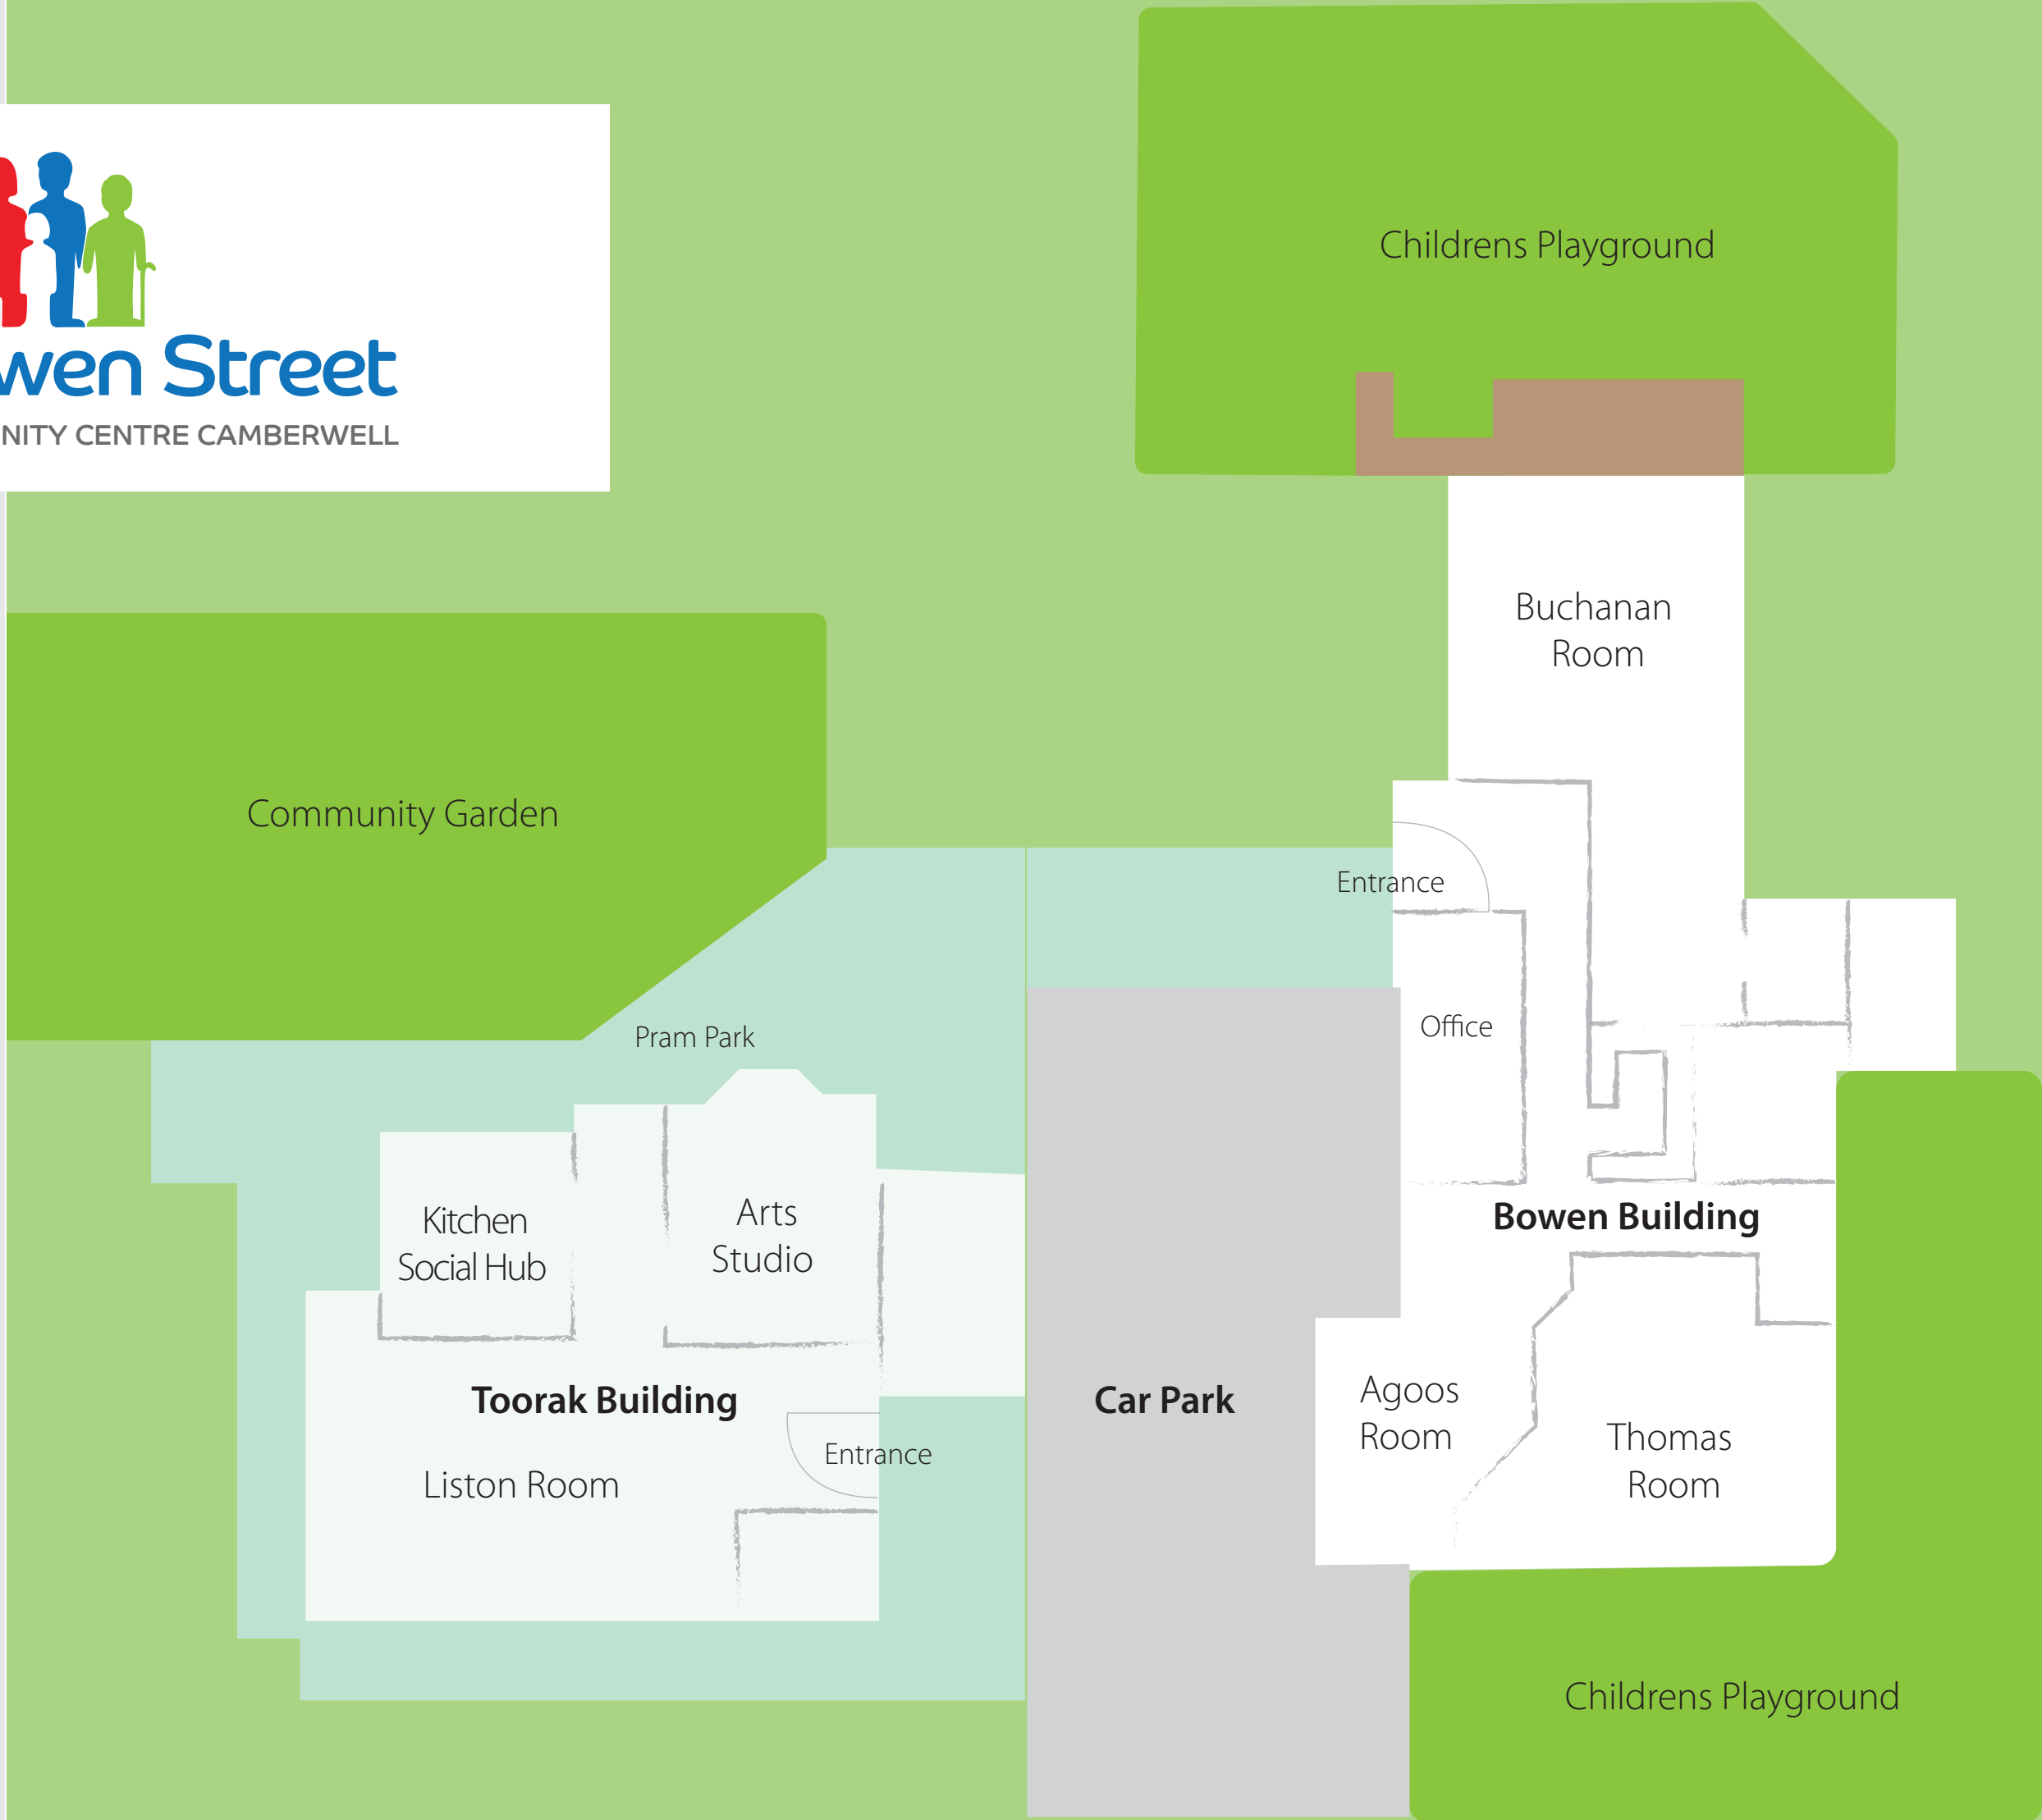 wen Street
NITY CENTRE CAMBERWELL
Childrens Playground
Buchanan
Room
Community Garden
Entrance
Office
Pram Park
Kitchen
Social Hub
Arts
Studio
Bowen Building
Toorak Building
Car Park
Agoos
Room
Thomas
Room
Entrance
Liston Room
Childrens Playground